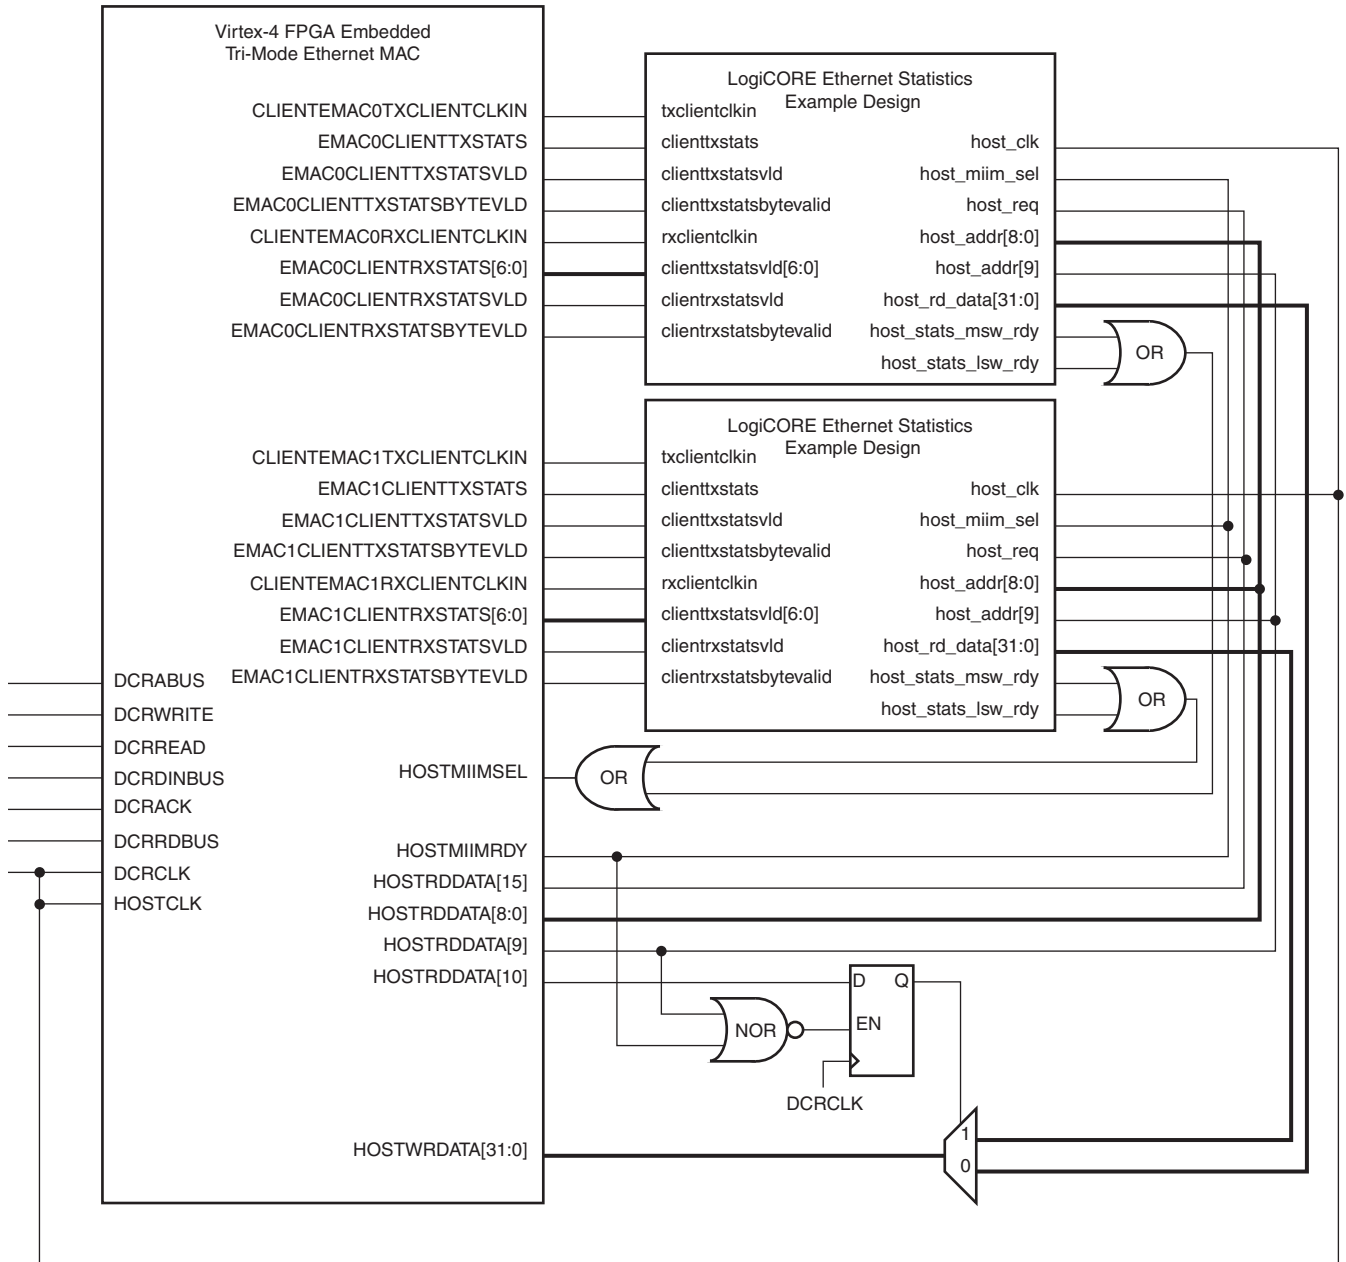 Virtex-4 FPGA Embedded
Tri-Mode Ethernet MAC
CLIENTEMAC0TXCLIENTCLKIN
EMAC0CLIENTTXSTATS
EMAC0CLIENTTXSTATSVLD
EMAC0CLIENTTXSTATSBYTEVLD
CLIENTEMAC0RXCLIENTCLKIN
EMAC0CLIENTRXSTATS[6:0]
EMAC0CLIENTRXSTATSVLD
EMAC0CLIENTRXSTATSBYTEVLD
LogiCORE Ethernet Statistics
Example Design
txclientclkin
clienttxstats
clienttxstatsvld
clienttxstatsbytevalid
rxclientclkin
clienttxstatsvld[6:0]
clientrxstatsvld
clientrxstatsbytevalid
host_clk
host_miim_sel
host_req
host_addr[8:0]
host_addr[9]
host_rd_data[31:0]
host_stats_msw_rdy
host_stats_lsw_rdy
OR
CLIENTEMAC1TXCLIENTCLKIN
EMAC1CLIENTTXSTATS
EMAC1CLIENTTXSTATSVLD
EMAC1CLIENTTXSTATSBYTEVLD
CLIENTEMAC1RXCLIENTCLKIN
EMAC1CLIENTRXSTATS[6:0]
EMAC1CLIENTRXSTATSVLD
EMAC1CLIENTRXSTATSBYTEVLD
LogiCORE Ethernet Statistics
Example Design
txclientclkin
clienttxstats
clienttxstatsvld
clienttxstatsbytevalid
rxclientclkin
clienttxstatsvld[6:0]
clientrxstatsvld
clientrxstatsbytevalid
host_clk
host_miim_sel
host_req
host_addr[8:0]
host_addr[9]
host_rd_data[31:0]
host_stats_msw_rdy
host_stats_lsw_rdy
OR
DCRABUS
DCRWRITE
DCRREAD
DCRDINBUS
DCRACK
DCRRDBUS
DCRCLK
HOSTCLK
HOSTMIIMSEL
OR
HOSTMIIMRDY
HOSTRDDATA[15]
HOSTRDDATA[8:0]
HOSTRDDATA[9]
HOSTRDDATA[10]
NOR
D
Q
EN
DCRCLK
HOSTWRDATA[31:0]
1
0